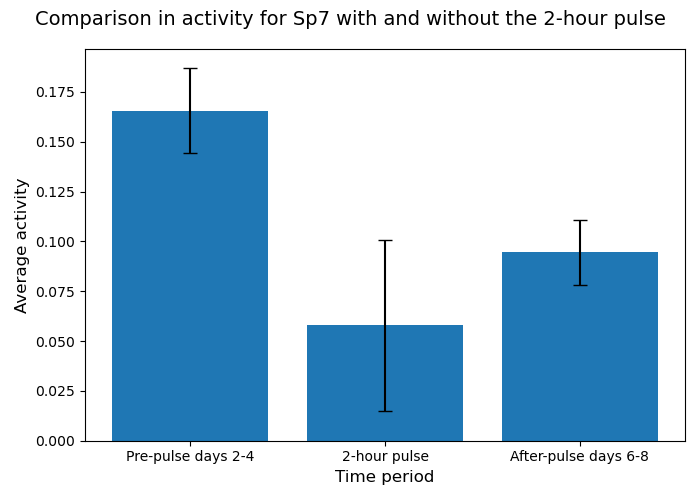 Comparison in activity for Sp7 with and without the 2-hour pulse
Average activity
0.175
0.150
0.125
0.100
0.075
0.050
0.025
0.000
Pre-pulse days 2-4
2-hour pulse
After-pulse days 6-8
Time period